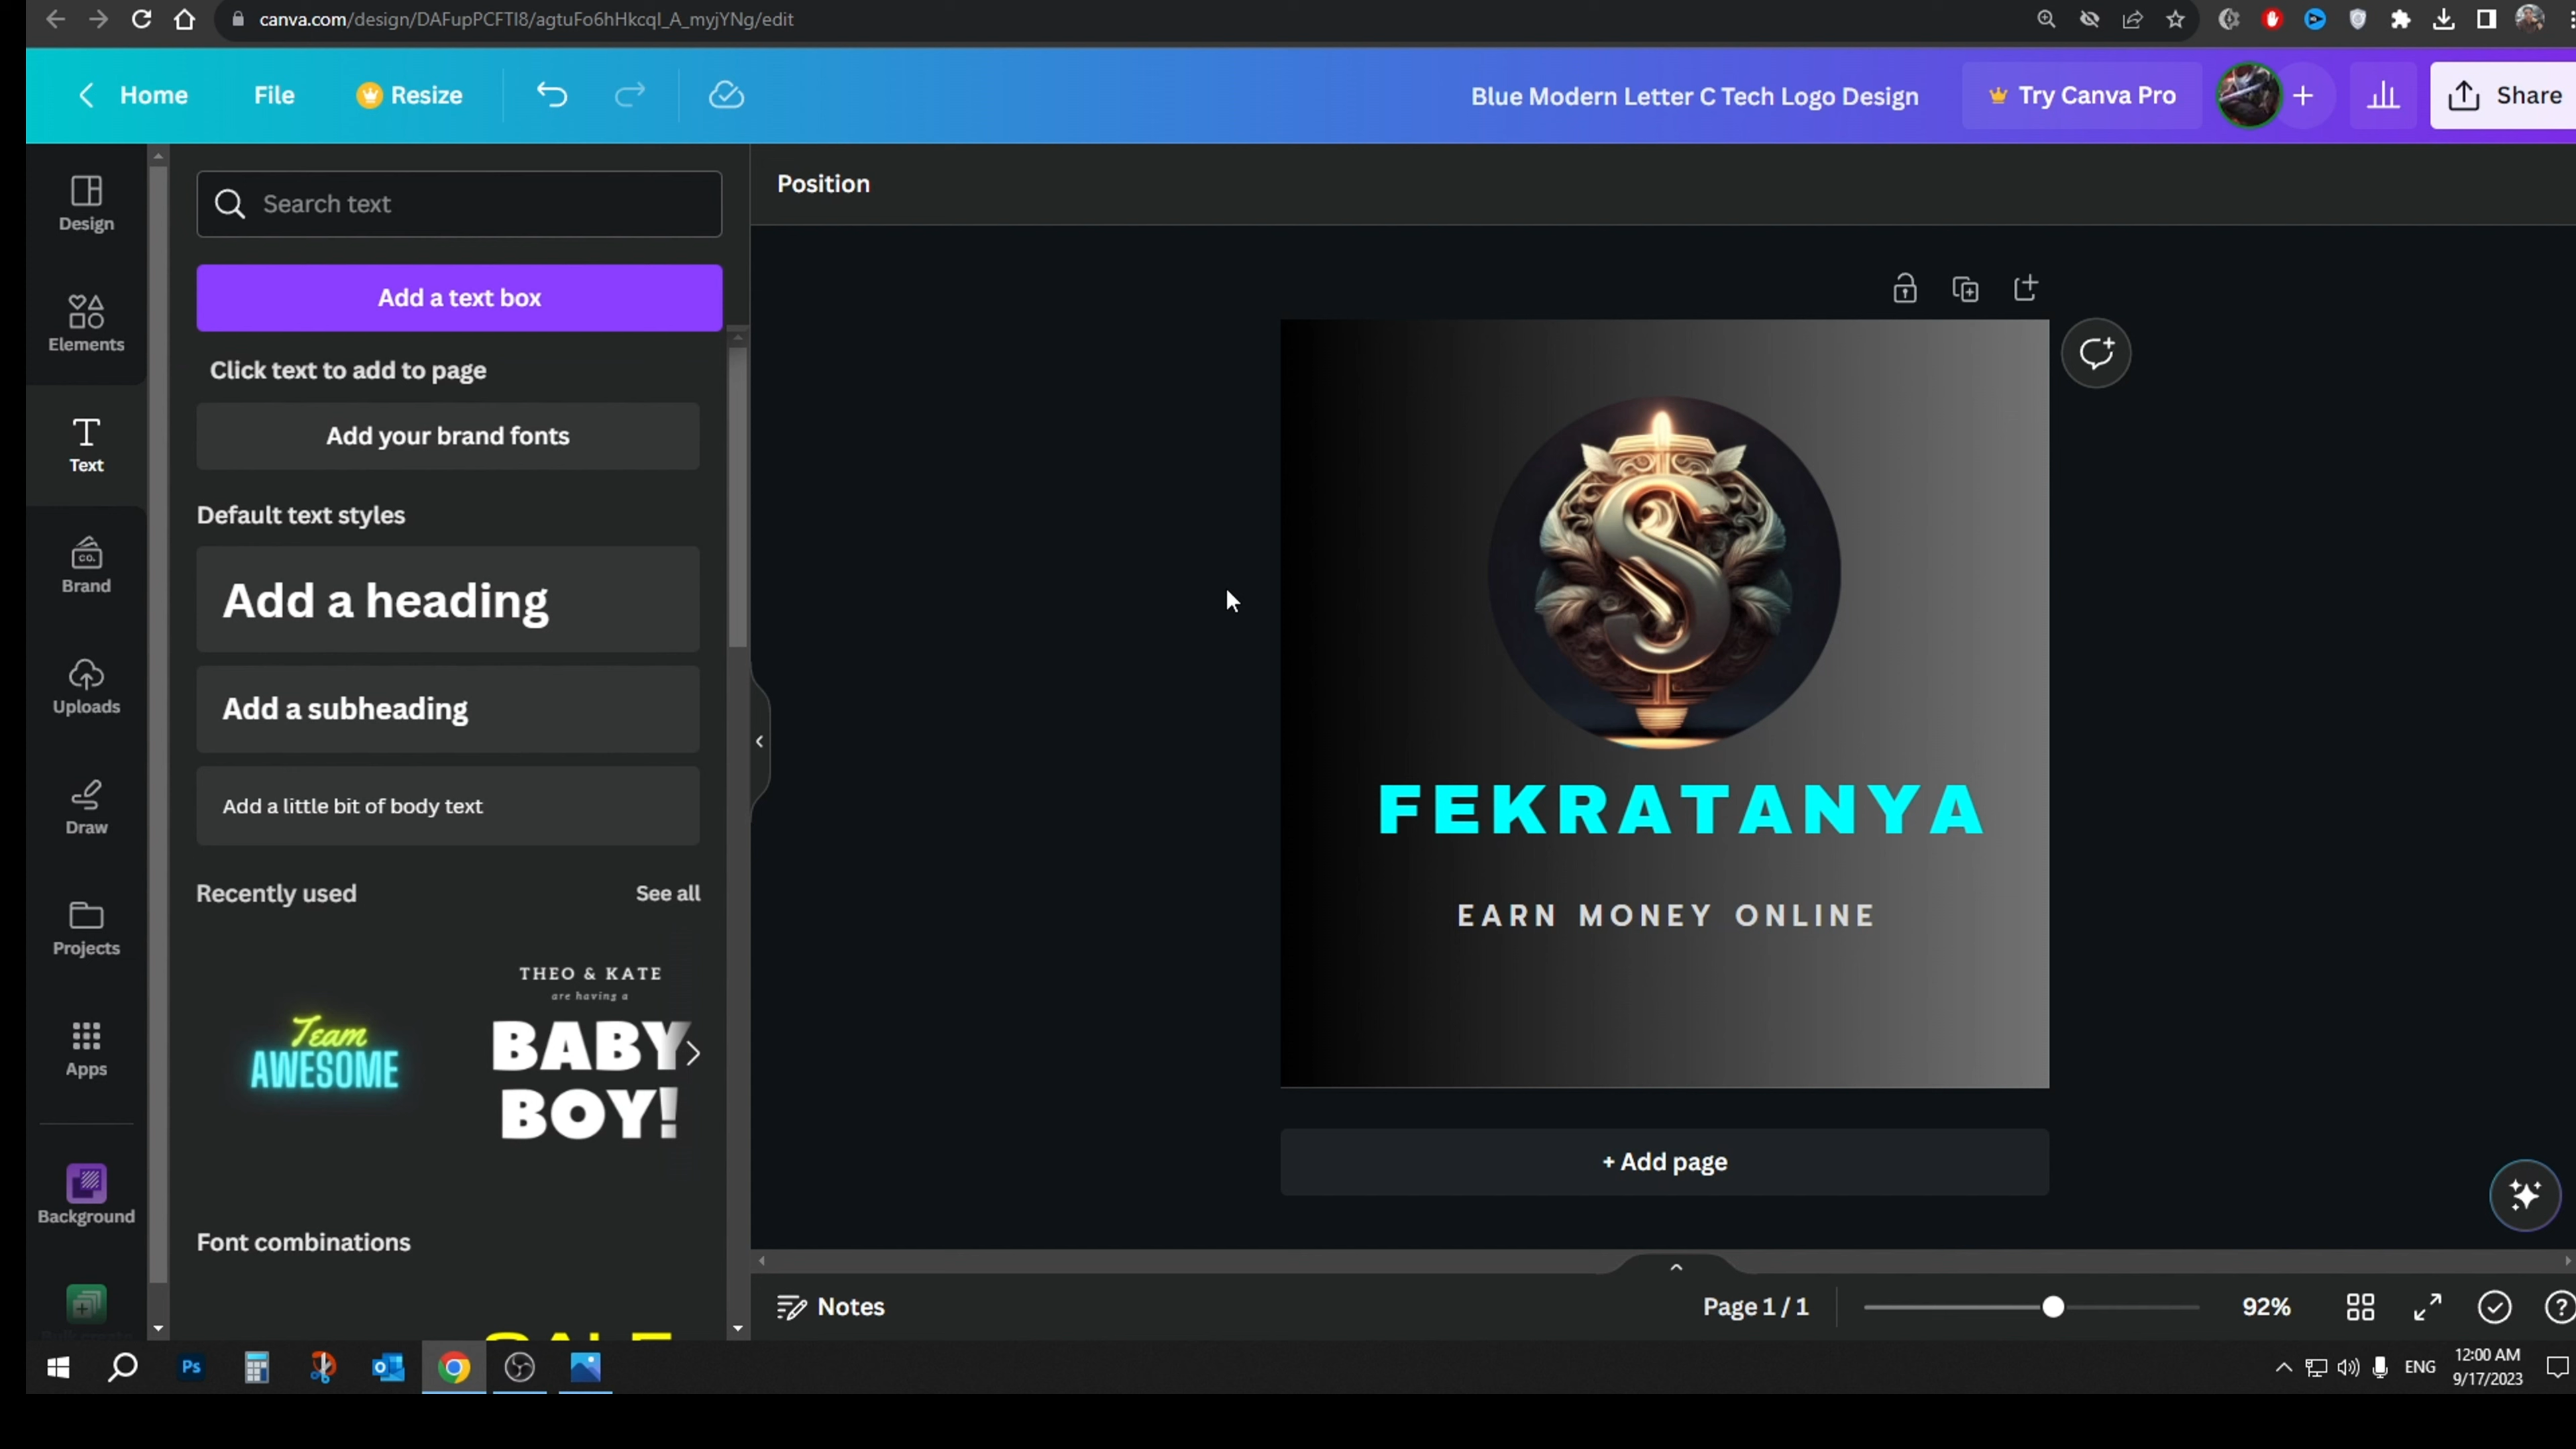 canva.com/design/DAFupPCFTI8/agtuFo6hHkcqI_A_myjYNg/edit
Home File Resize
Blue Modern Letter C Tech Logo Design
Try Canva Pro
Share
Design
Elements
Text
Brand
CO.
Uploads
Draw
Projects
Apps
Background
Search text
Add a text box
Click text to add to page
Add your brand fonts
Default text styles
Add a heading
Add a subheading
Add a little bit of body text
Recently used See all
Team
AWESOME
THEO & KATE
are having a
BABY
BOY!
Font combinations
Position
S
FEKRATANYA
EARN MONEY ONLINE
+ Add page
Notes
Page 1 / 1
92%
Ps
ENG
12:00 AM
9/17/2023